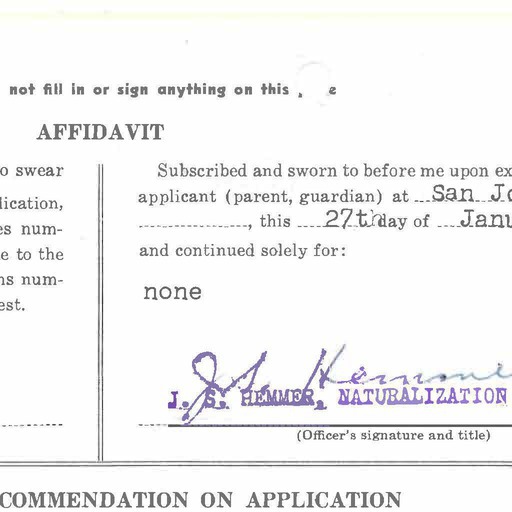 not fill in or sign anything on this
AFFIDAVIT
o swear
lication,
es num-
e to the
ns num-
est.
Subscribed and sworn to before me upon ex
applicant (parent, guardian) at San Jo
, this 27th day of Janu
and continued solely for:
none
J. S. Hemmer
J. S. HEMMER, NATURALIZATION
(Officer's signature and title)
COMMENDATION ON APPLICATION